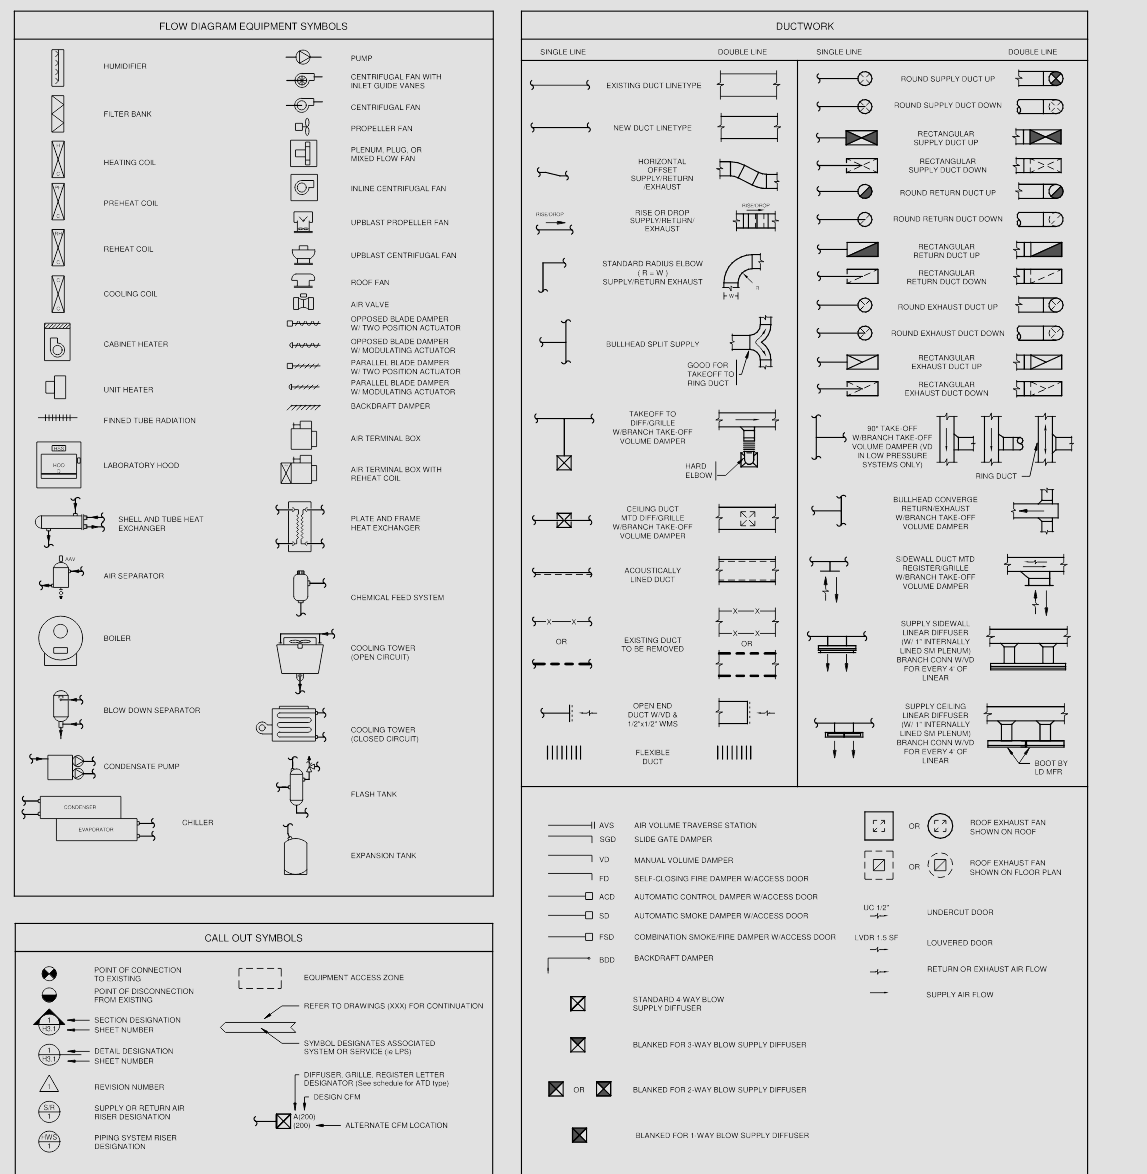 FLOW DIAGRAM EQUIPMENT SYMBOLS
HUMIDIFIER
FILTER BANK
HEATING COIL
PREHEAT COIL
REHEAT COIL
COOLING COIL
CABINET HEATER
UNIT HEATER
FINNED TUBE RADIATION
HOD
LABORATORY HOOD
SHELL AND TUBE HEAT
EXCHANGER
AAV
AIR SEPARATOR
BOILER
BLOW DOWN SEPARATOR
CONDENSATE PUMP
CONDENSER
EVAPORATOR
CHILLER
PUMP
CENTRIFUGAL FAN WITH
INLET GUIDE VANES
CENTRIFUGAL FAN
PROPELLER FAN
PLENUM, PLUG, OR
MIXED FLOW FAN
INLINE CENTRIFUGAL FAN
UPBLAST PROPELLER FAN
UPBLAST CENTRIFUGAL FAN
ROOF FAN
AIR VALVE
OPPOSED BLADE DAMPER
W/ TWO POSITION ACTUATOR
OPPOSED BLADE DAMPER
W/ MODULATING ACTUATOR
PARALLEL BLADE DAMPER
W/ TWO POSITION ACTUATOR
PARALLEL BLADE DAMPER
W/ MODULATING ACTUATOR
BACKDRAFT DAMPER
AIR TERMINAL BOX
AIR TERMINAL BOX WITH
REHEAT COIL
PLATE AND FRAME
HEAT EXCHANGER
CHEMICAL FEED SYSTEM
COOLING TOWER
(OPEN CIRCUIT)
COOLING TOWER
(CLOSED CIRCUIT)
FLASH TANK
EXPANSION TANK
CALL OUT SYMBOLS
POINT OF CONNECTION
TO EXISTING
POINT OF DISCONNECTION
FROM EXISTING
1
H3.1
SECTION DESIGNATION
SHEET NUMBER
1
H3.1
DETAIL DESIGNATION
SHEET NUMBER
1
REVISION NUMBER
S/R
1
SUPPLY OR RETURN AIR
RISER DESIGNATION
HWS
1
PIPING SYSTEM RISER
DESIGNATION
EQUIPMENT ACCESS ZONE
REFER TO DRAWINGS (XXX) FOR CONTINUATION
SYMBOL DESIGNATES ASSOCIATED
SYSTEM OR SERVICE (ie LPS)
DIFFUSER, GRILLE, REGISTER LETTER
DESIGNATOR (See schedule for ATD type)
DESIGN CFM
A(200)
(200)
ALTERNATE CFM LOCATION
DUCTWORK
SINGLE LINE
DOUBLE LINE
SINGLE LINE
DOUBLE LINE
EXISTING DUCT LINETYPE
NEW DUCT LINETYPE
HORIZONTAL
OFFSET
SUPPLY/RETURN
/EXHAUST
RISE/DROP
RISE OR DROP
SUPPLY/RETURN/
EXHAUST
RISE/DROP
STANDARD RADIUS ELBOW
( R = W )
SUPPLY/RETURN EXHAUST
R
W
BULLHEAD SPLIT SUPPLY
GOOD FOR
TAKEOFF TO
RING DUCT
TAKEOFF TO
DIFF/GRILLE
W/BRANCH TAKE-OFF
VOLUME DAMPER
HARD
ELBOW
CEILING DUCT
MTD DIFF/GRILLE
W/BRANCH TAKE-OFF
VOLUME DAMPER
ACOUSTICALLY
LINED DUCT
X
X
OR
EXISTING DUCT
TO BE REMOVED
X
X
X
X
OR
OPEN END
DUCT W/VD &
1/2"x1/2" WMS
FLEXIBLE
DUCT
ROUND SUPPLY DUCT UP
ROUND SUPPLY DUCT DOWN
RECTANGULAR
SUPPLY DUCT UP
RECTANGULAR
SUPPLY DUCT DOWN
ROUND RETURN DUCT UP
ROUND RETURN DUCT DOWN
RECTANGULAR
RETURN DUCT UP
RECTANGULAR
RETURN DUCT DOWN
ROUND EXHAUST DUCT UP
ROUND EXHAUST DUCT DOWN
RECTANGULAR
EXHAUST DUCT UP
RECTANGULAR
EXHAUST DUCT DOWN
90° TAKE-OFF
W/BRANCH TAKE-OFF
VOLUME DAMPER (VD
IN LOW PRESSURE
SYSTEMS ONLY)
RING DUCT
BULLHEAD CONVERGE
RETURN/EXHAUST
W/BRANCH TAKE-OFF
VOLUME DAMPER
SIDEWALL DUCT MTD
REGISTER/GRILLE
W/BRANCH TAKE-OFF
VOLUME DAMPER
SUPPLY SIDEWALL
LINEAR DIFFUSER
(W/ 1" INTERNALLY
LINED SM PLENUM)
BRANCH CONN W/VD
FOR EVERY 4' OF
LINEAR
SUPPLY CEILING
LINEAR DIFFUSER
(W/ 1" INTERNALLY
LINED SM PLENUM)
BRANCH CONN W/VD
FOR EVERY 4' OF
LINEAR
BOOT BY
LD MFR
AVS AIR VOLUME TRAVERSE STATION
SGD SLIDE GATE DAMPER
VD MANUAL VOLUME DAMPER
FD SELF-CLOSING FIRE DAMPER W/ACCESS DOOR
ACD AUTOMATIC CONTROL DAMPER W/ACCESS DOOR
SD AUTOMATIC SMOKE DAMPER W/ACCESS DOOR
FSD COMBINATION SMOKE/FIRE DAMPER W/ACCESS DOOR
BDD BACKDRAFT DAMPER
STANDARD 4-WAY BLOW
SUPPLY DIFFUSER
BLANKED FOR 3-WAY BLOW SUPPLY DIFFUSER
OR BLANKED FOR 2-WAY BLOW SUPPLY DIFFUSER
BLANKED FOR 1-WAY BLOW SUPPLY DIFFUSER
OR
ROOF EXHAUST FAN
SHOWN ON ROOF
OR
ROOF EXHAUST FAN
SHOWN ON FLOOR PLAN
UC 1/2"
UNDERCUT DOOR
LVDR 1.5 SF
LOUVERED DOOR
RETURN OR EXHAUST AIR FLOW
SUPPLY AIR FLOW